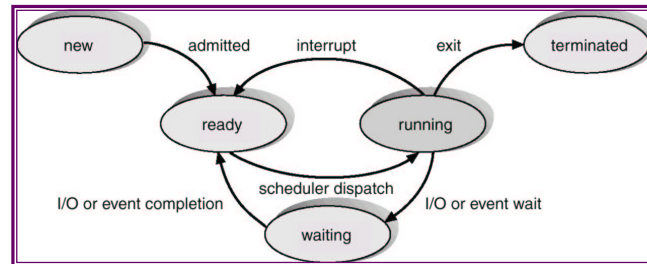 new admitted interrupt exit terminated
ready running
scheduler dispatch
I/O or event completion I/O or event wait
waiting